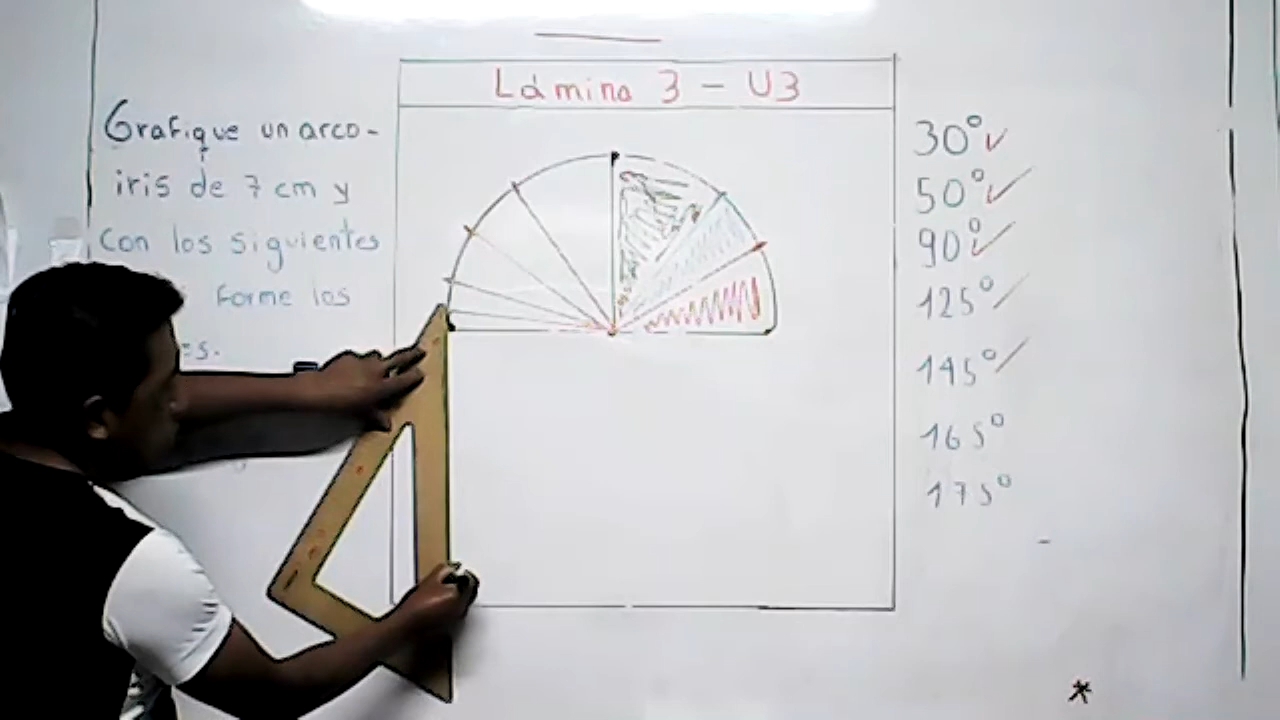 Lámina 3 - U3
Grafique un arco-
iris de 7 cm y
con los siguientes
forme los
30°
50°
90°
125°
145°
165°
175°